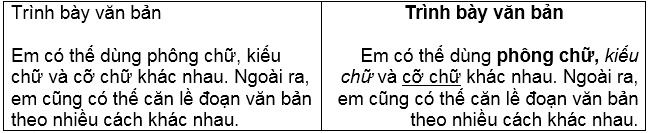 Trình bày văn bản
Em có thể dùng phông chữ, kiểu
chữ và cỡ chữ khác nhau. Ngoài ra,
em cũng có thể căn lề đoạn văn bản
theo nhiều cách khác nhau.
Trình bày văn bản
Em có thể dùng phông chữ, kiểu
chữ và cỡ chữ khác nhau. Ngoài ra,
em cũng có thể căn lề đoạn văn bản
theo nhiều cách khác nhau.